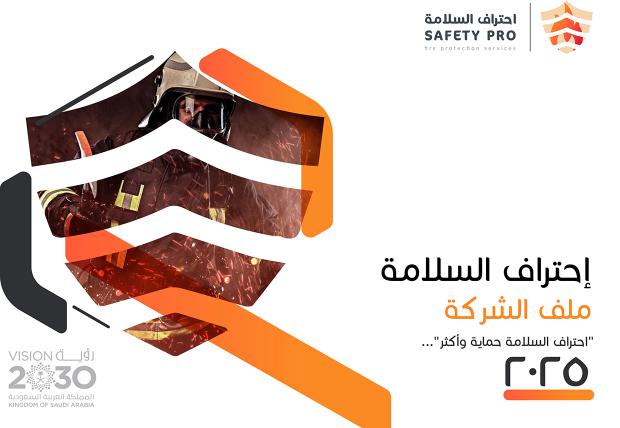 احتراف السلامة
SAFETY PRO
fire protection services
إحتراف السلامة
ملف الشركة
"احتراف السلامة حماية وأكثر"...
٢٠٢٥
VISION رؤيــة
2030
المملكة العربية السعودية
KINGDOM OF SAUDI ARABIA